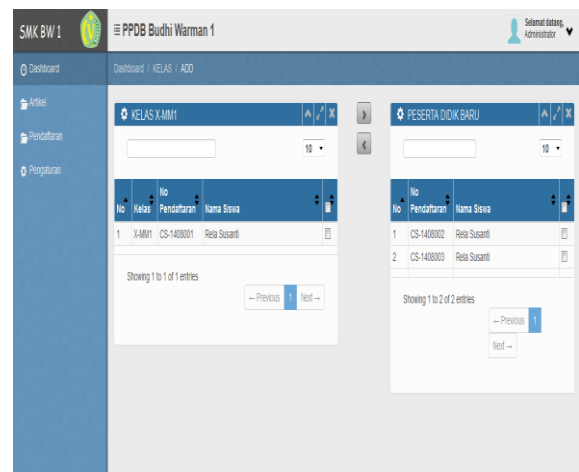 SMK BW 1
PPDB Budhi Warman 1
Selamat datang,
Administrator
Dashboard
Dashboard / KELAS / ADD
Artikel
Pendaftaran
Pengaturan
KELAS X-MM1
10
No Kelas No Pendaftaran Nama Siswa
1 X-MM1 CS-1408001 Rela Susanti
Showing 1 to 1 of 1 entries
← Previous 1 Next →
PESERTA DIDIK BARU
10
No No Pendaftaran Nama Siswa
1 CS-1408002 Rela Susanti
2 CS-1408003 Rela Susanti
Showing 1 to 2 of 2 entries
← Previous 1
Next →